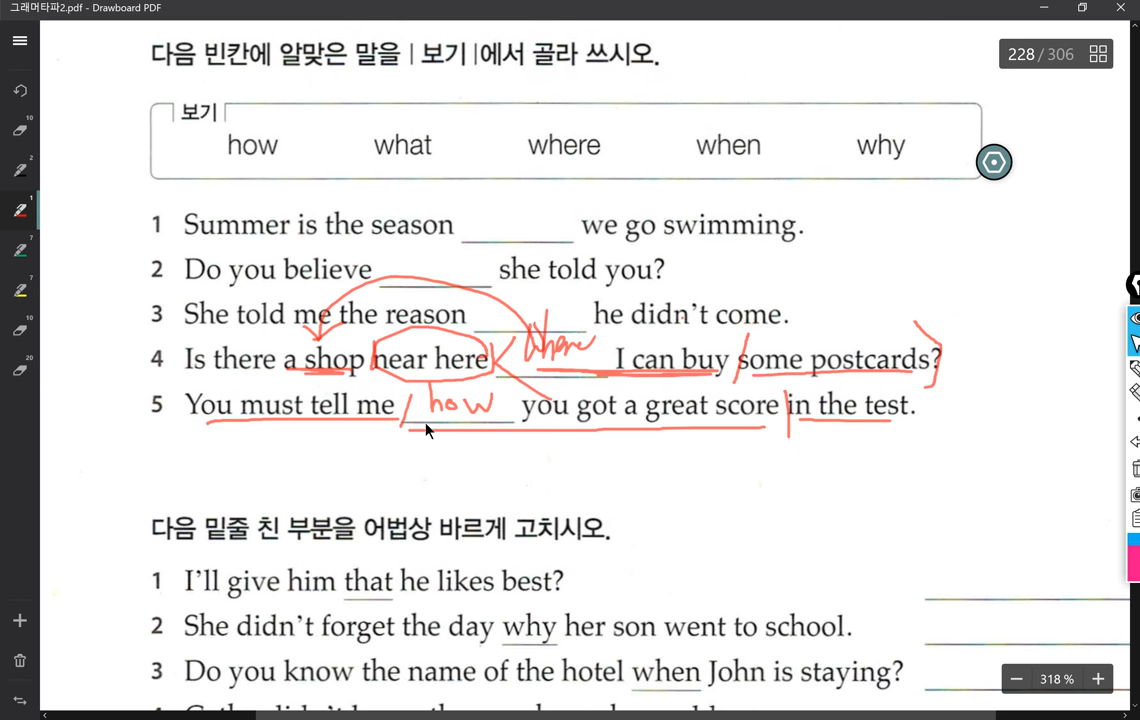 그래머타파2.pdf - Drawboard PDF
228 / 306
다음 빈칸에 알맞은 말을 | 보기 |에서 골라 쓰시오.
보기
how what where when why
1 Summer is the season ________ we go swimming.
2 Do you believe ________ she told you?
3 She told me the reason ________ he didn't come.
4 Is there a shop near here where I can buy some postcards?
5 You must tell me how you got a great score in the test.
다음 밑줄 친 부분을 어법상 바르게 고치시오.
1 I'll give him that he likes best?
2 She didn't forget the day why her son went to school.
3 Do you know the name of the hotel when John is staying?
318 %
10
2
1
7
7
10
20